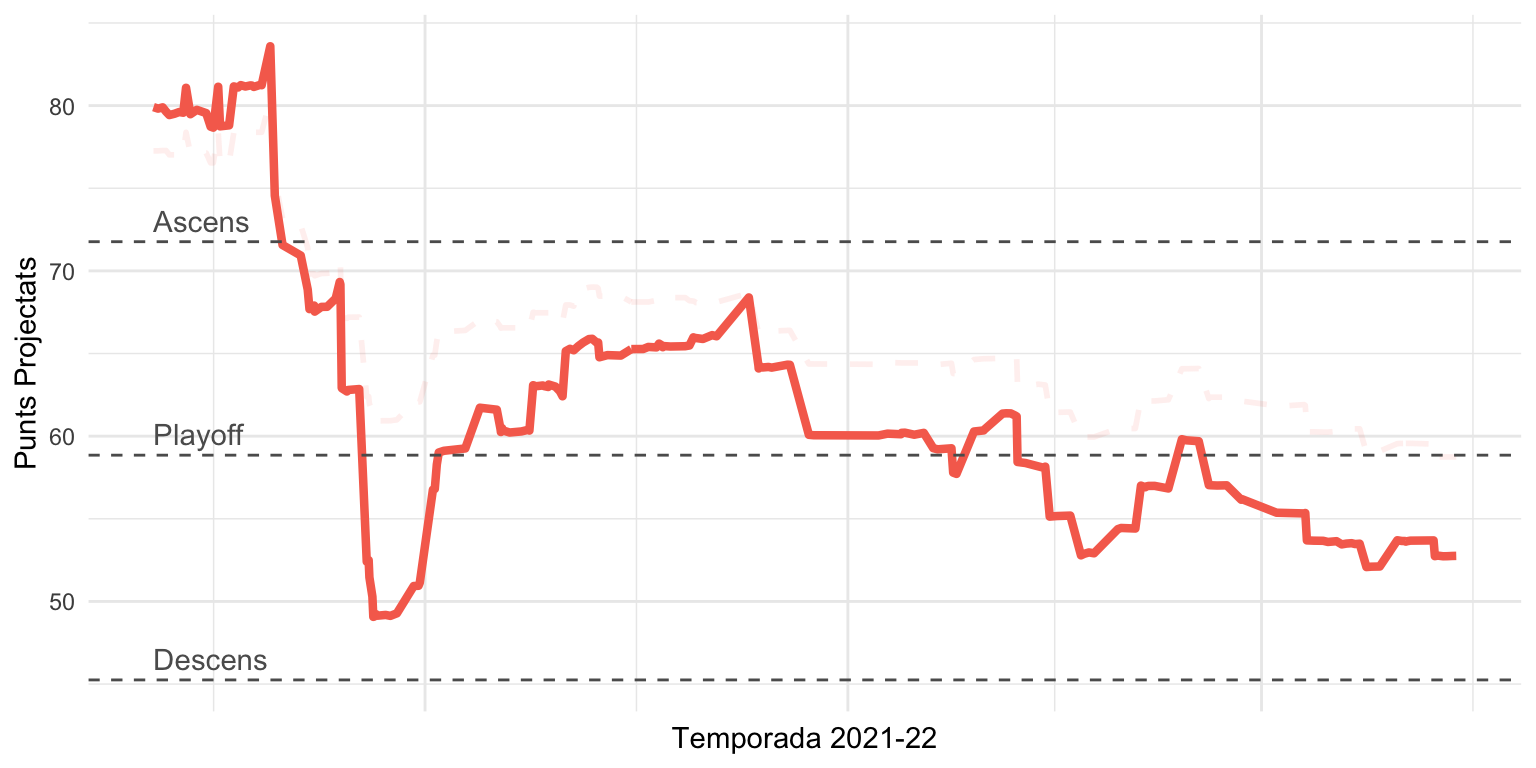 80
Ascens
70
Playoff
60
50
Descens
Punts Projectats
Temporada 2021-22